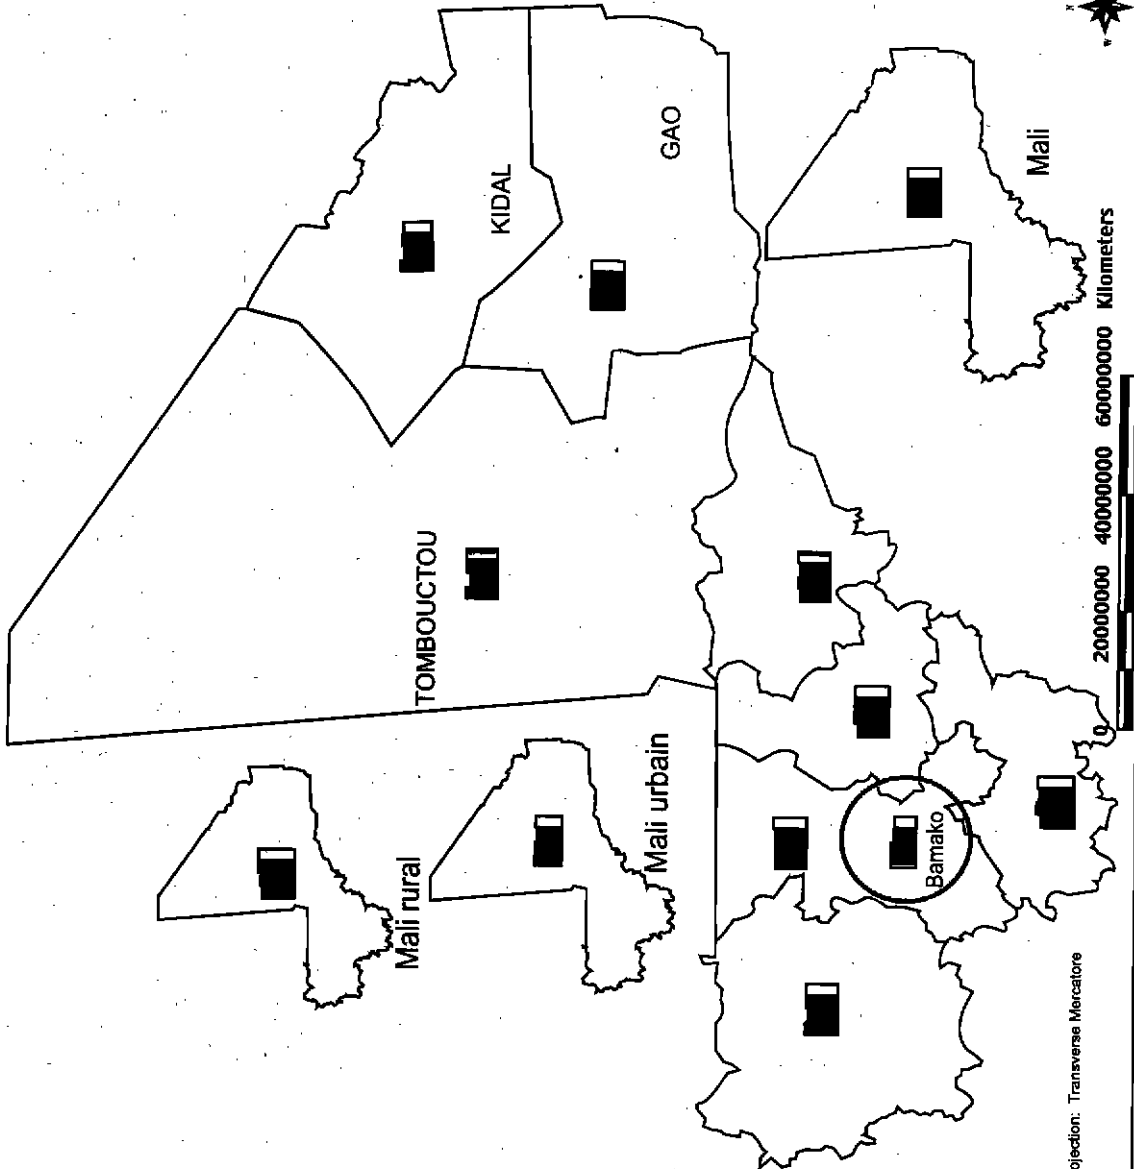 KIDAL
GAO
TOMBOUCTOU
Mali rural
Mali urbain
Mali
Bamako
0 20000000 40000000 60000000 Kilometers
ojection: Transverse Mercatore
N
W